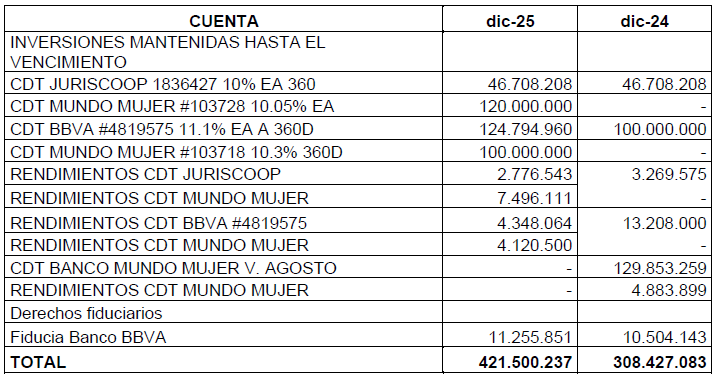 CUENTA dic-25 dic-24
INVERSIONES MANTENIDAS HASTA EL
VENCIMIENTO
CDT JURISCOOP 1836427 10% EA 360 46.708.208 46.708.208
CDT MUNDO MUJER #103728 10.05% EA 120.000.000 -
CDT BBVA #4819575 11.1% EA A 360D 124.794.960 100.000.000
CDT MUNDO MUJER #103718 10.3% 360D 100.000.000 -
RENDIMIENTOS CDT JURISCOOP 2.776.543 3.269.575
RENDIMIENTOS CDT MUNDO MUJER 7.496.111 -
RENDIMIENTOS CDT BBVA #4819575 4.348.064 13.208.000
RENDIMIENTOS CDT MUNDO MUJER 4.120.500 -
CDT BANCO MUNDO MUJER V. AGOSTO - 129.853.259
RENDIMIENTOS CDT MUNDO MUJER - 4.883.899
Derechos fiduciarios
Fiducia Banco BBVA 11.255.851 10.504.143
TOTAL 421.500.237 308.427.083